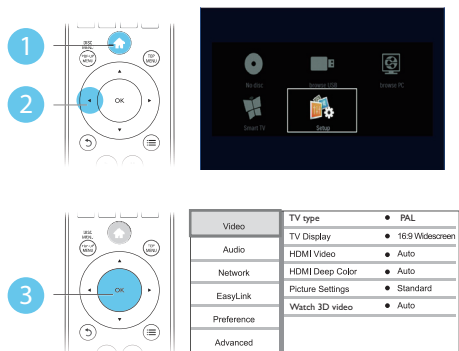 1
DISC
MENU
POP-UP
MENU
TOP
MENU
2
OK
No disc
browse USB
browse PC
Smart TV
Setup
DISC
MENU
POP-UP
MENU
TOP
MENU
3
OK
Video
Audio
Network
EasyLink
Preference
Advanced
TV type ● PAL
TV Display ● 16:9 Widescreen
HDMI Video ● Auto
HDMI Deep Color ● Auto
Picture Settings ● Standard
Watch 3D video ● Auto